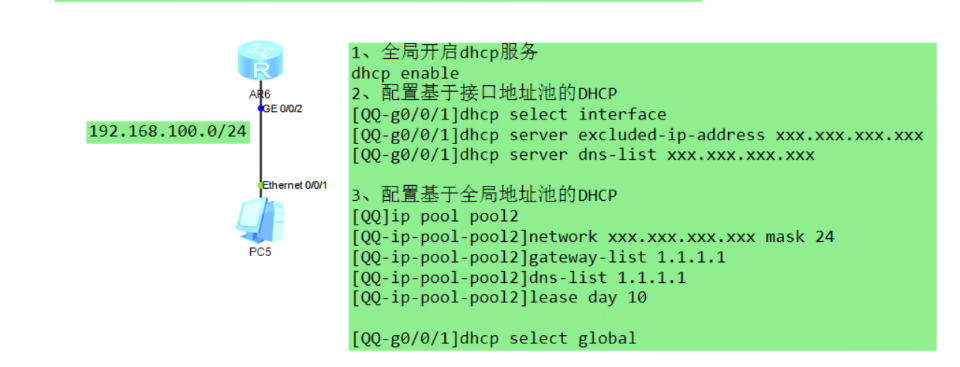 1、全局开启dhcp服务
dhcp enable
2、配置基于接口地址池的DHCP
[QQ-g0/0/1]dhcp select interface
[QQ-g0/0/1]dhcp server excluded-ip-address xxx.xxx.xxx.xxx
[QQ-g0/0/1]dhcp server dns-list xxx.xxx.xxx.xxx
3、配置基于全局地址池的DHCP
[QQ]ip pool pool2
[QQ-ip-pool-pool2]network xxx.xxx.xxx.xxx mask 24
[QQ-ip-pool-pool2]gateway-list 1.1.1.1
[QQ-ip-pool-pool2]dns-list 1.1.1.1
[QQ-ip-pool-pool2]lease day 10
[QQ-g0/0/1]dhcp select global
R
AR6
GE 0/0/2
192.168.100.0/24
Ethernet 0/0/1
PC5